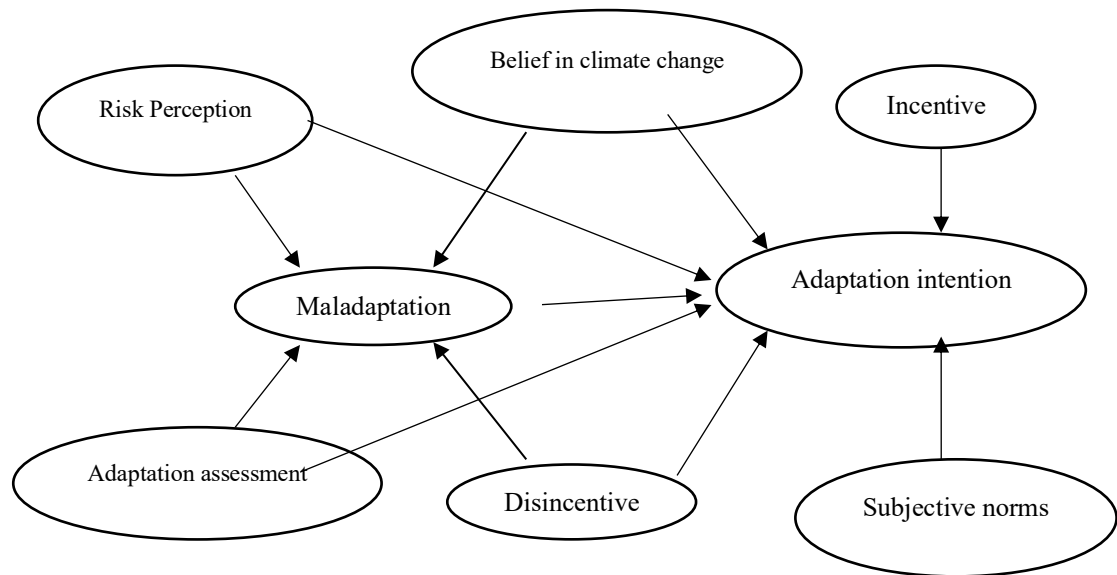 Belief in climate change
Risk Perception
Incentive
Adaptation intention
Maladaptation
Adaptation assessment
Disincentive
Subjective norms